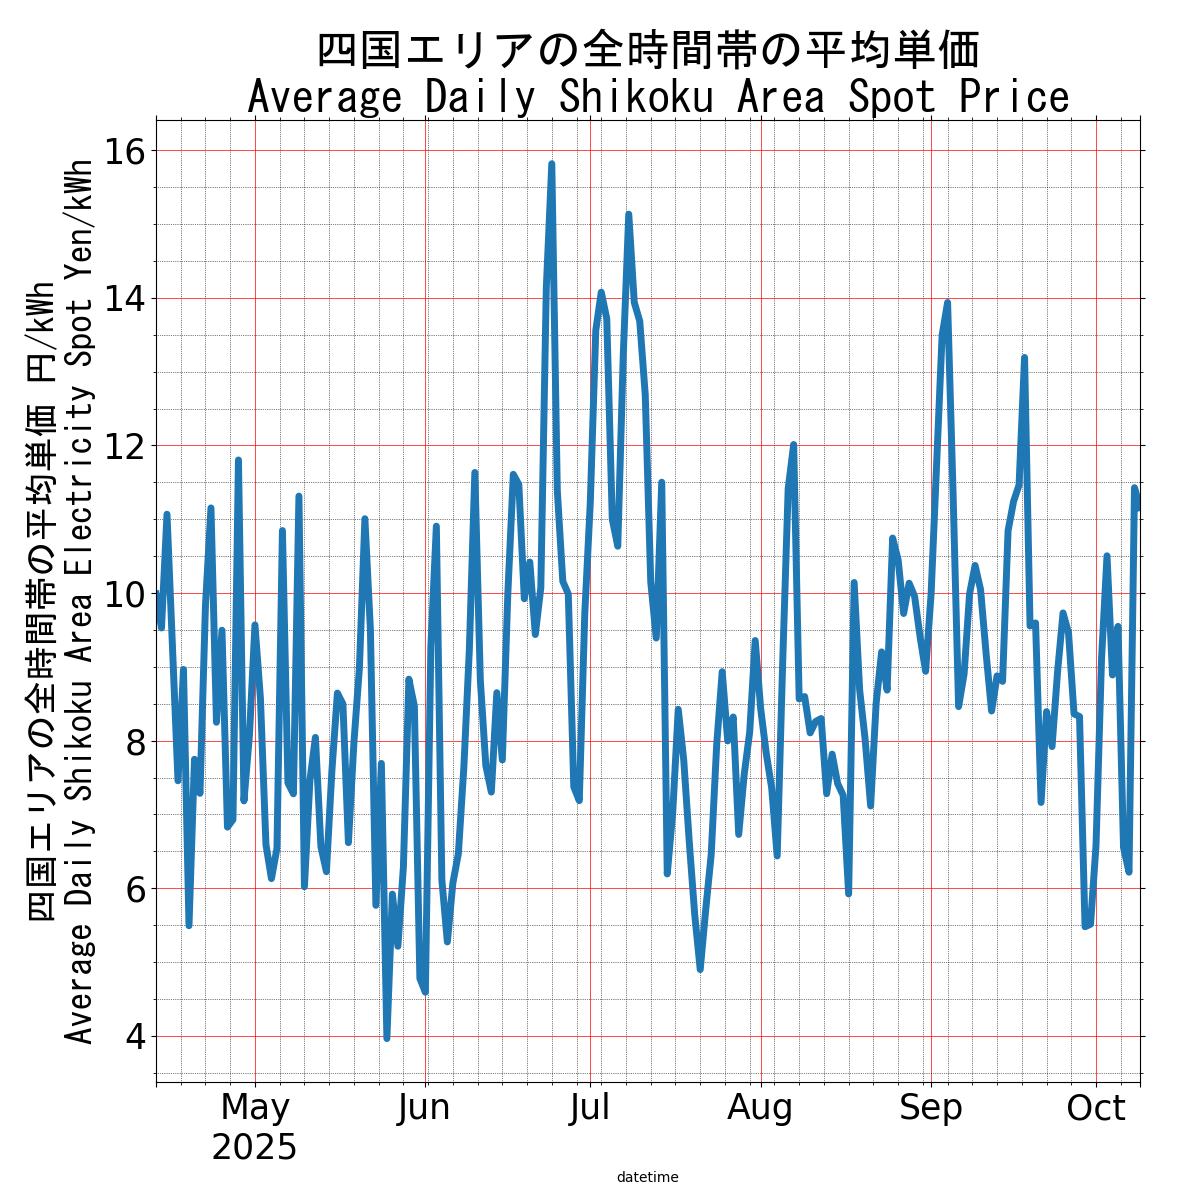 四国エリアの全時間帯の平均単価
Average Daily Shikoku Area Spot Price
四国エリアの全時間帯の平均単価 円/kWh
Average Daily Shikoku Area Electricity Spot Yen/kWh
16
14
12
10
8
6
4
May
2025
Jun
Jul
Aug
Sep
Oct
datetime